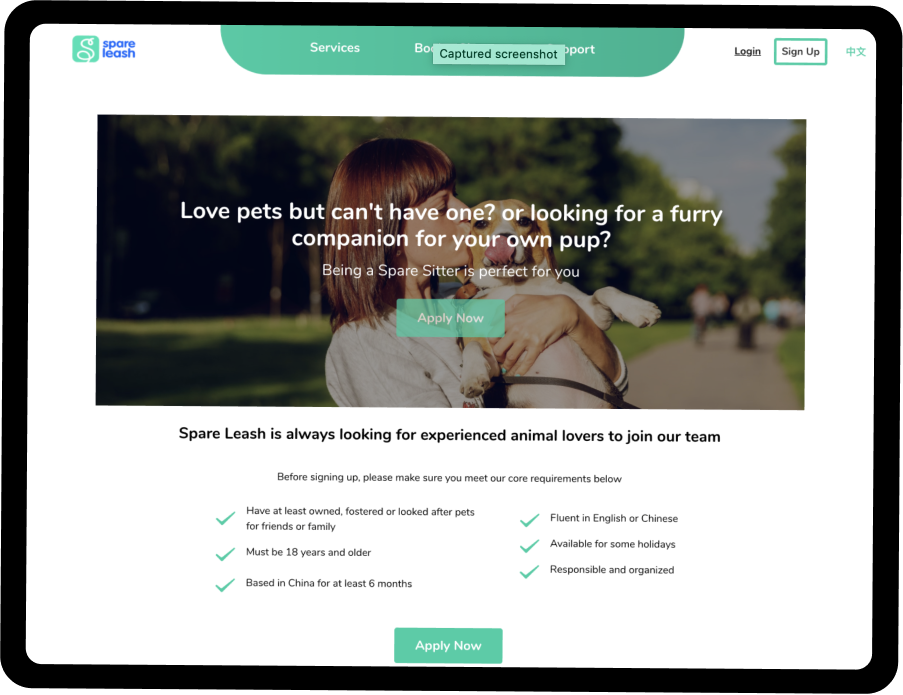 spare
leash
Services
Captured screenshot
Login
Sign Up
中文
Love pets but can't have one? or looking for a furry
companion for your own pup?
Being a Spare Sitter is perfect for you
Apply Now
Spare Leash is always looking for experienced animal lovers to join our team
Before signing up, please make sure you meet our core requirements below
Have at least owned, fostered or looked after pets
for friends or family
Must be 18 years and older
Based in China for at least 6 months
Fluent in English or Chinese
Available for some holidays
Responsible and organized
Apply Now